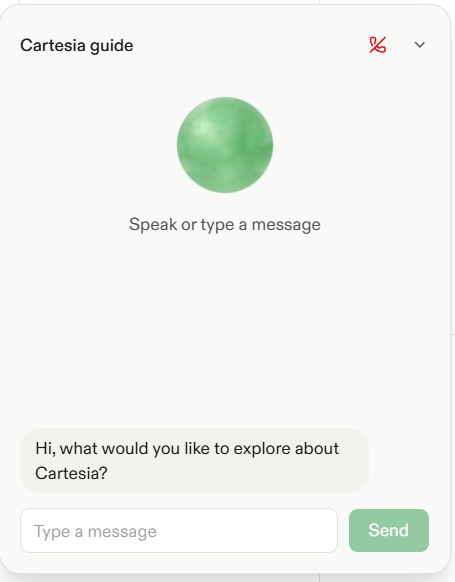 Cartesia guide
Speak or type a message
Hi, what would you like to explore about
Cartesia?
Type a message
Send